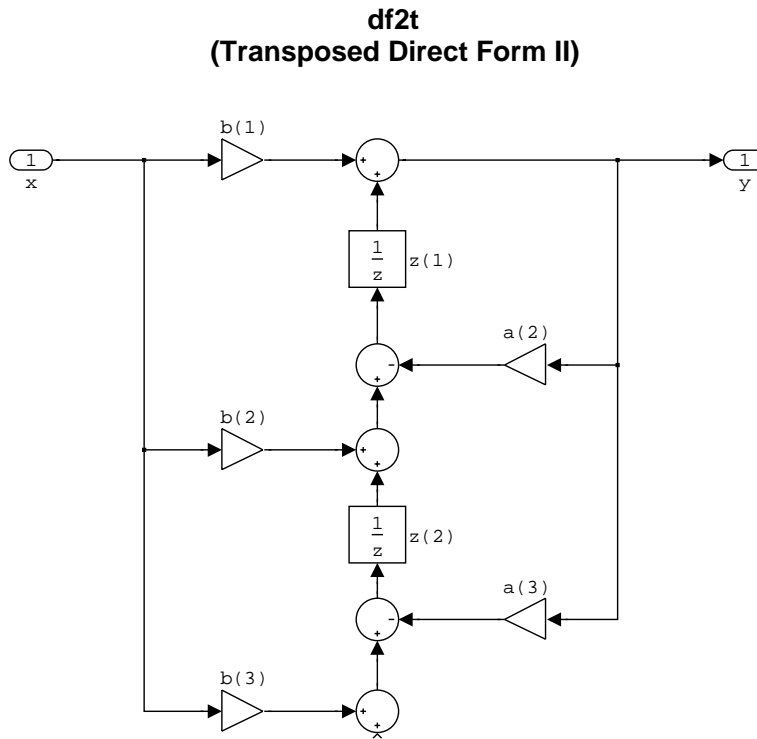 df2t
(Transposed Direct Form II)
b(1)
1
x
+
+
1
y
1
z
z(1)
a(2)
-
+
b(2)
+
+
1
z
z(2)
a(3)
-
+
b(3)
+
+